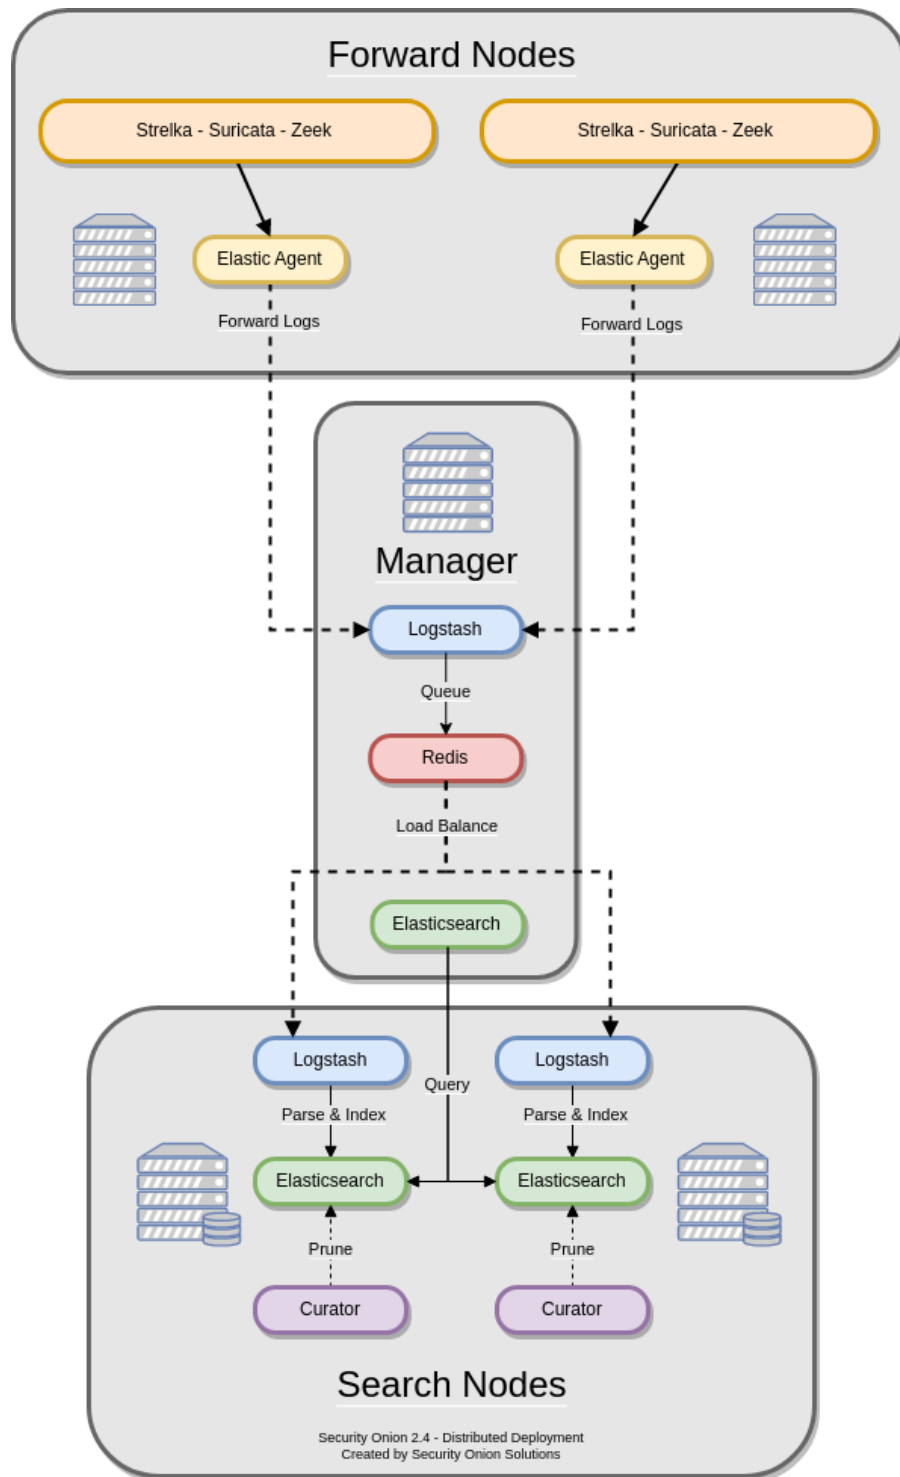 Forward Nodes
Strelka - Suricata - Zeek
Strelka - Suricata - Zeek
Elastic Agent
Elastic Agent
Forward Logs
Forward Logs
Manager
Logstash
Queue
Redis
Load Balance
Elasticsearch
Logstash
Logstash
Query
Parse & Index
Parse & Index
Elasticsearch
Elasticsearch
Prune
Prune
Curator
Curator
Search Nodes
Security Onion 2.4 - Distributed Deployment
Created by Security Onion Solutions